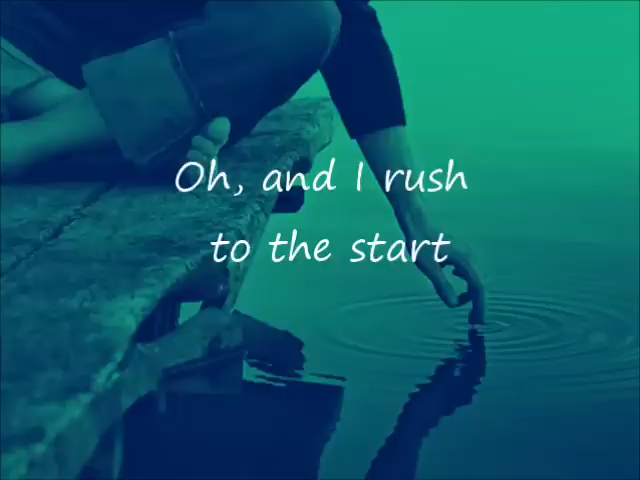 Oh, and I rush
to the start